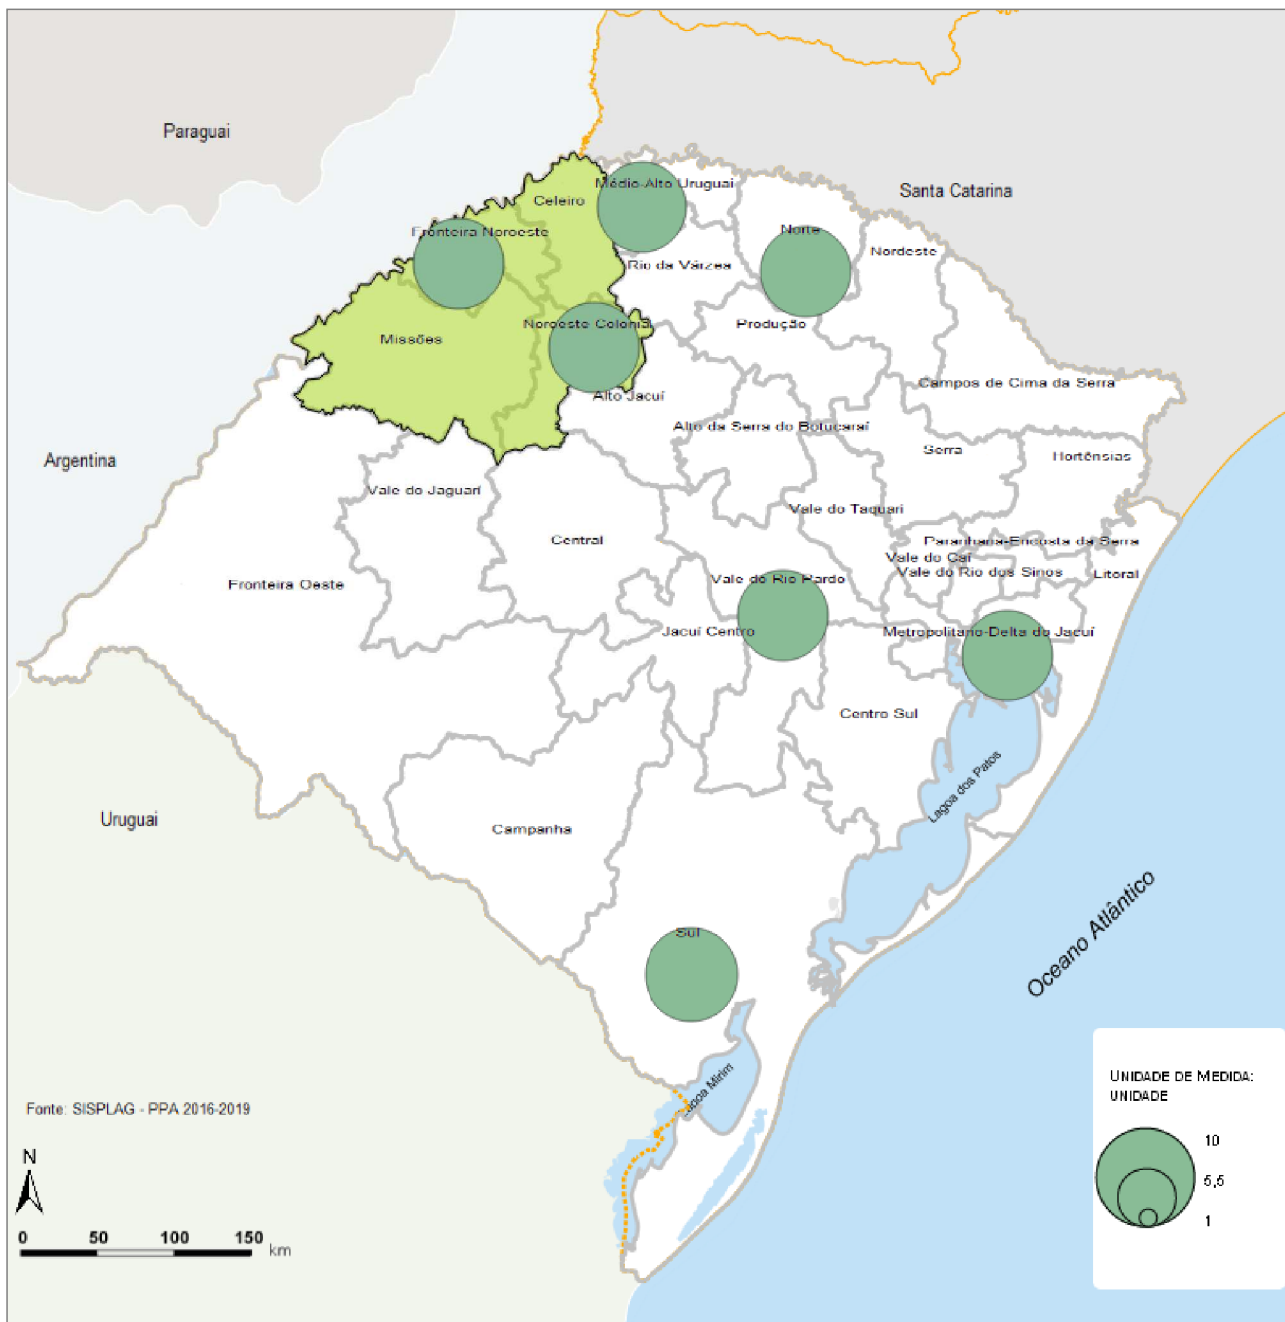 Paraguai
Santa Catarina
Médio-Alto Uruguai
Celeiro
Fronteira Noroeste
Norte
Nordeste
Rio da Várzea
Noroeste Colonial
Produção
Missões
Campos de Cima da Serra
Alto Jacuí
Alto da Serra do Botucaraí
Serra
Hortênsias
Argentina
Vale do Jaguarí
Vale do Taquari
Central
Paranhana-Encosta da Serra
Vale do Caí
Vale do Rio dos Sinos
Litoral
Fronteira Oeste
Vale do Rio Pardo
Jacuí Centro
Metropolitano-Delta do Jacuí
Centro Sul
Lagoa dos Patos
Uruguai
Campanha
Oceano Atlântico
Sul
Lagoa Mirim
Fonte: SISPLAG - PPA 2016-2019
N
0 50 100 150
km
UNIDADE DE MEDIDA:
UNIDADE
10
5,5
1